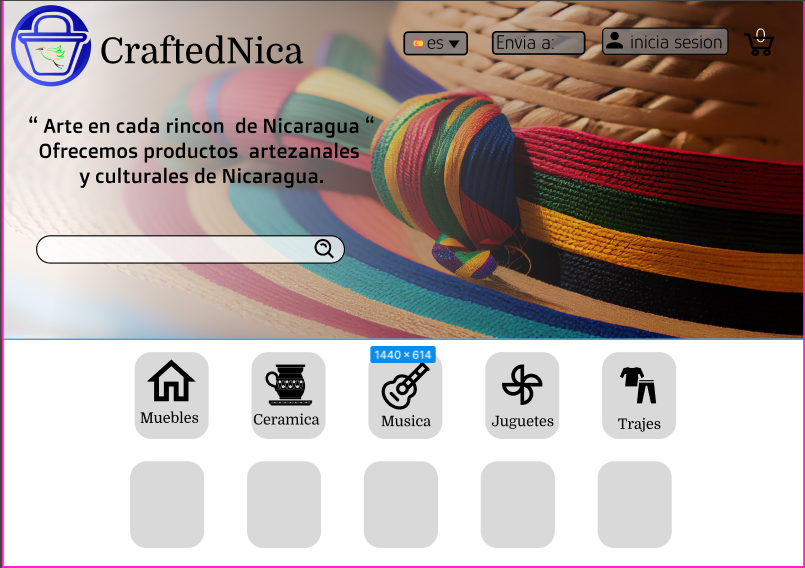 CraftedNica
es
Envia a:
inicia sesion
0
“ Arte en cada rincon de Nicaragua “
Ofrecemos productos artezanales
y culturales de Nicaragua.
1440 × 614
Muebles
Ceramica
Musica
Juguetes
Trajes